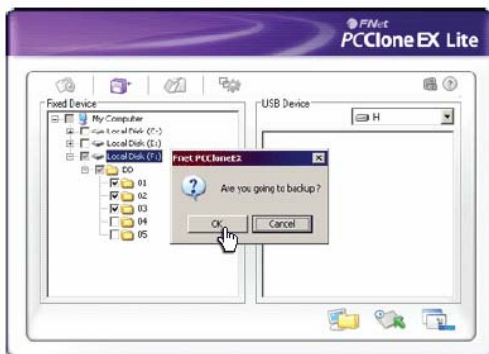 FNet
PCClone EX Lite
Fixed Device
My Computer
Local Disk (C:)
Local Disk (E:)
Local Disk (F:)
DD
01
02
03
04
05
USB Device
H
Fnet PCCloneEX
Are you going to backup ?
OK
Cancel